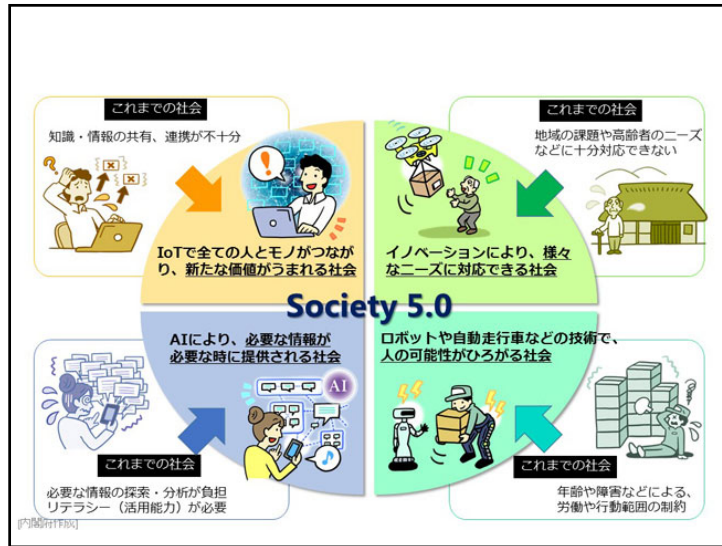 これまでの社会
知識・情報の共有、連携が不十分
IoTで全ての人とモノがつなが
り、新たな価値がうまれる社会
これまでの社会
地域の課題や高齢者のニーズ
などに十分対応できない
イノベーションにより、様々
なニーズに対応できる社会
Society 5.0
AIにより、必要な情報が
必要な時に提供される社会
AI
これまでの社会
必要な情報の探索・分析が負担
リテラシー（活用能力）が必要
ロボットや自動走行車などの技術で、
人の可能性がひろがる社会
これまでの社会
年齢や障害などによる、
労働や行動範囲の制約
[内閣府作成]